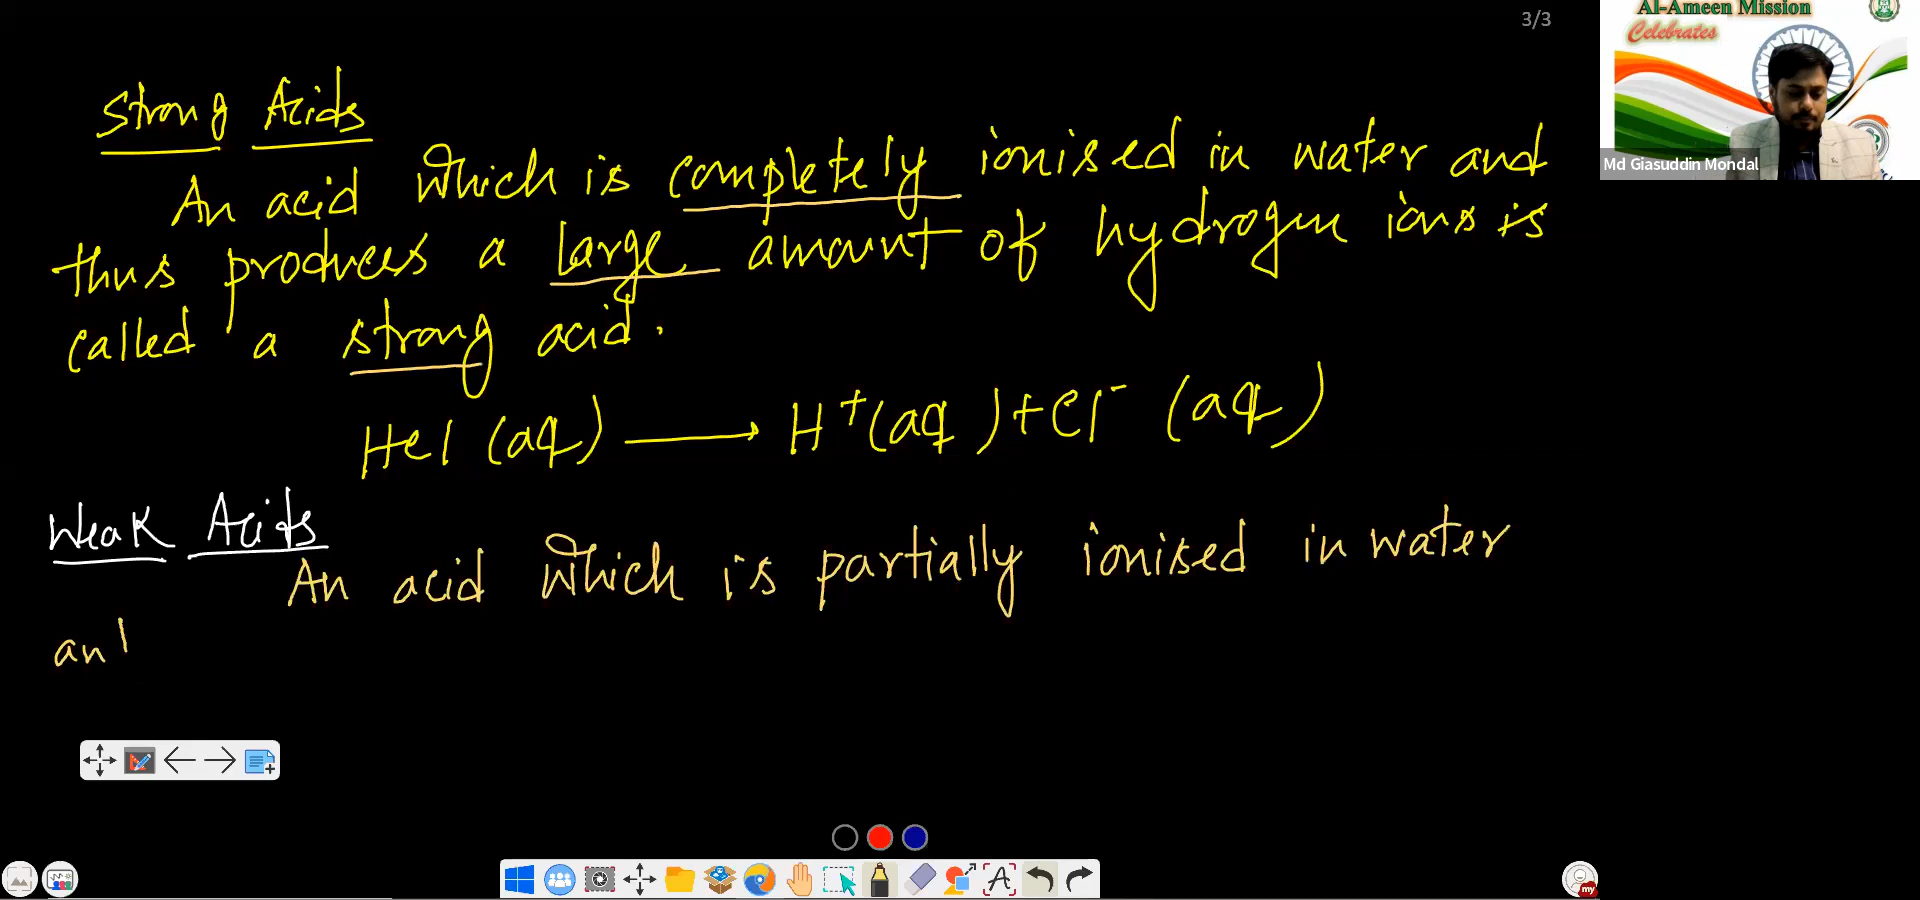 3/3
Al-Ameen Mission
Celebrates
Md Giasuddin Mondal
Strong Acids
An acid which is completely ionised in water and
thus produces a large amount of hydrogen ions is
called a strong acid.
HCl (aq) ⟶ H⁺(aq) + Cl⁻ (aq)
Weak Acids
An acid which is partially ionised in water
an
my